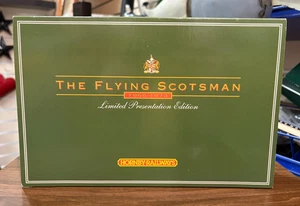 THE FLYING SCOTSMAN
Limited Presentation Edition
HORNBY RAILWAYS